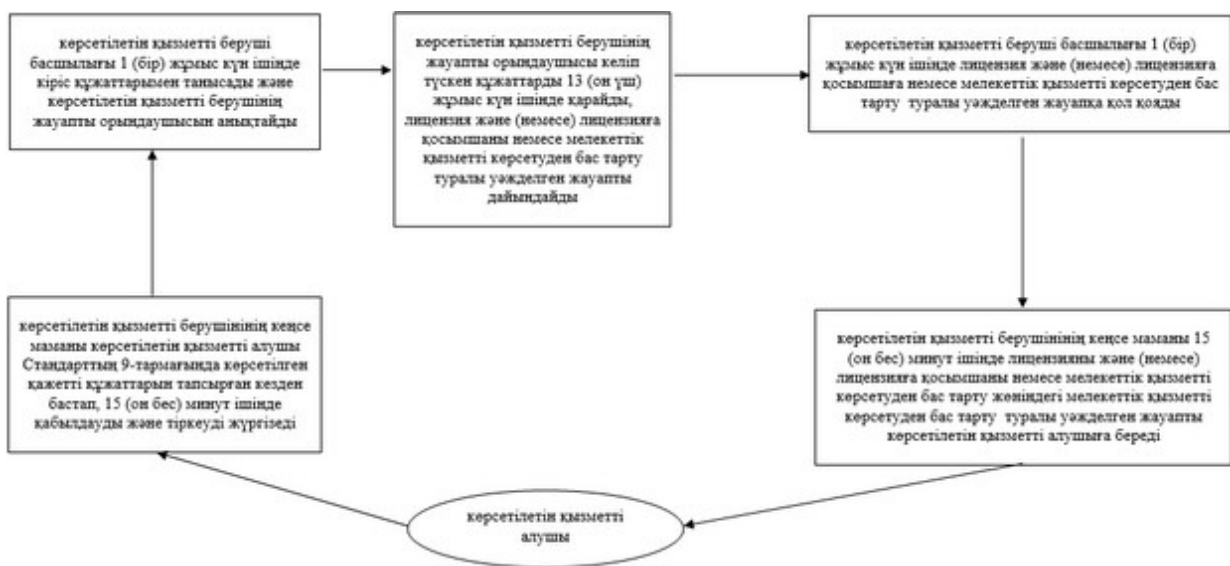 көрсетілетін қызметті беруші
басшылығы 1 (бір) жұмыс күн ішінде
кіріс құжаттарымен танысады және
көрсетілетін қызметті берушінің
жауапты орындаушысын анықтайды
көрсетілетін қызметті берушінің
жауапты орындаушысы келіп
түскен құжаттарды 13 (он үш)
жұмыс күн ішінде қарайды,
лицензия және (немесе) лицензияға
қосымшаны немесе мелекеттік
қызметті көрсетуден бас тарту
туралы уәжделген жауапты
дайындайды
көрсетілетін қызметті беруші басшылығы 1 (бір)
жұмыс күн ішінде лицензия және (немесе) лицензияға
қосымшаға немесе мелекеттік қызметті көрсетуден бас
тарту туралы уәжделген жауапқа қол қояды
көрсетілетін қызметті берушінінің кеңсе
маманы көрсетілетін қызметті алушы
Стандарттың 9-тармағында көрсетілген
қажетті құжаттарын тапсырған кезден
бастап, 15 (он бес) минут ішінде
қабылдауды және тіркеуді жүргізеді
көрсетілетін қызметті берушінінің кеңсе маманы 15
(он бес) минут ішінде лицензияны және (немесе)
лицензияға қосымшаны немесе мелекеттік қызметті
көрсетуден бас тарту жөніндегі мелекеттік қызметті
көрсетуден бас тарту туралы уәжделген жауапты
көрсетілетін қызметті алушыға береді
көрсетілетін қызметті
алушы